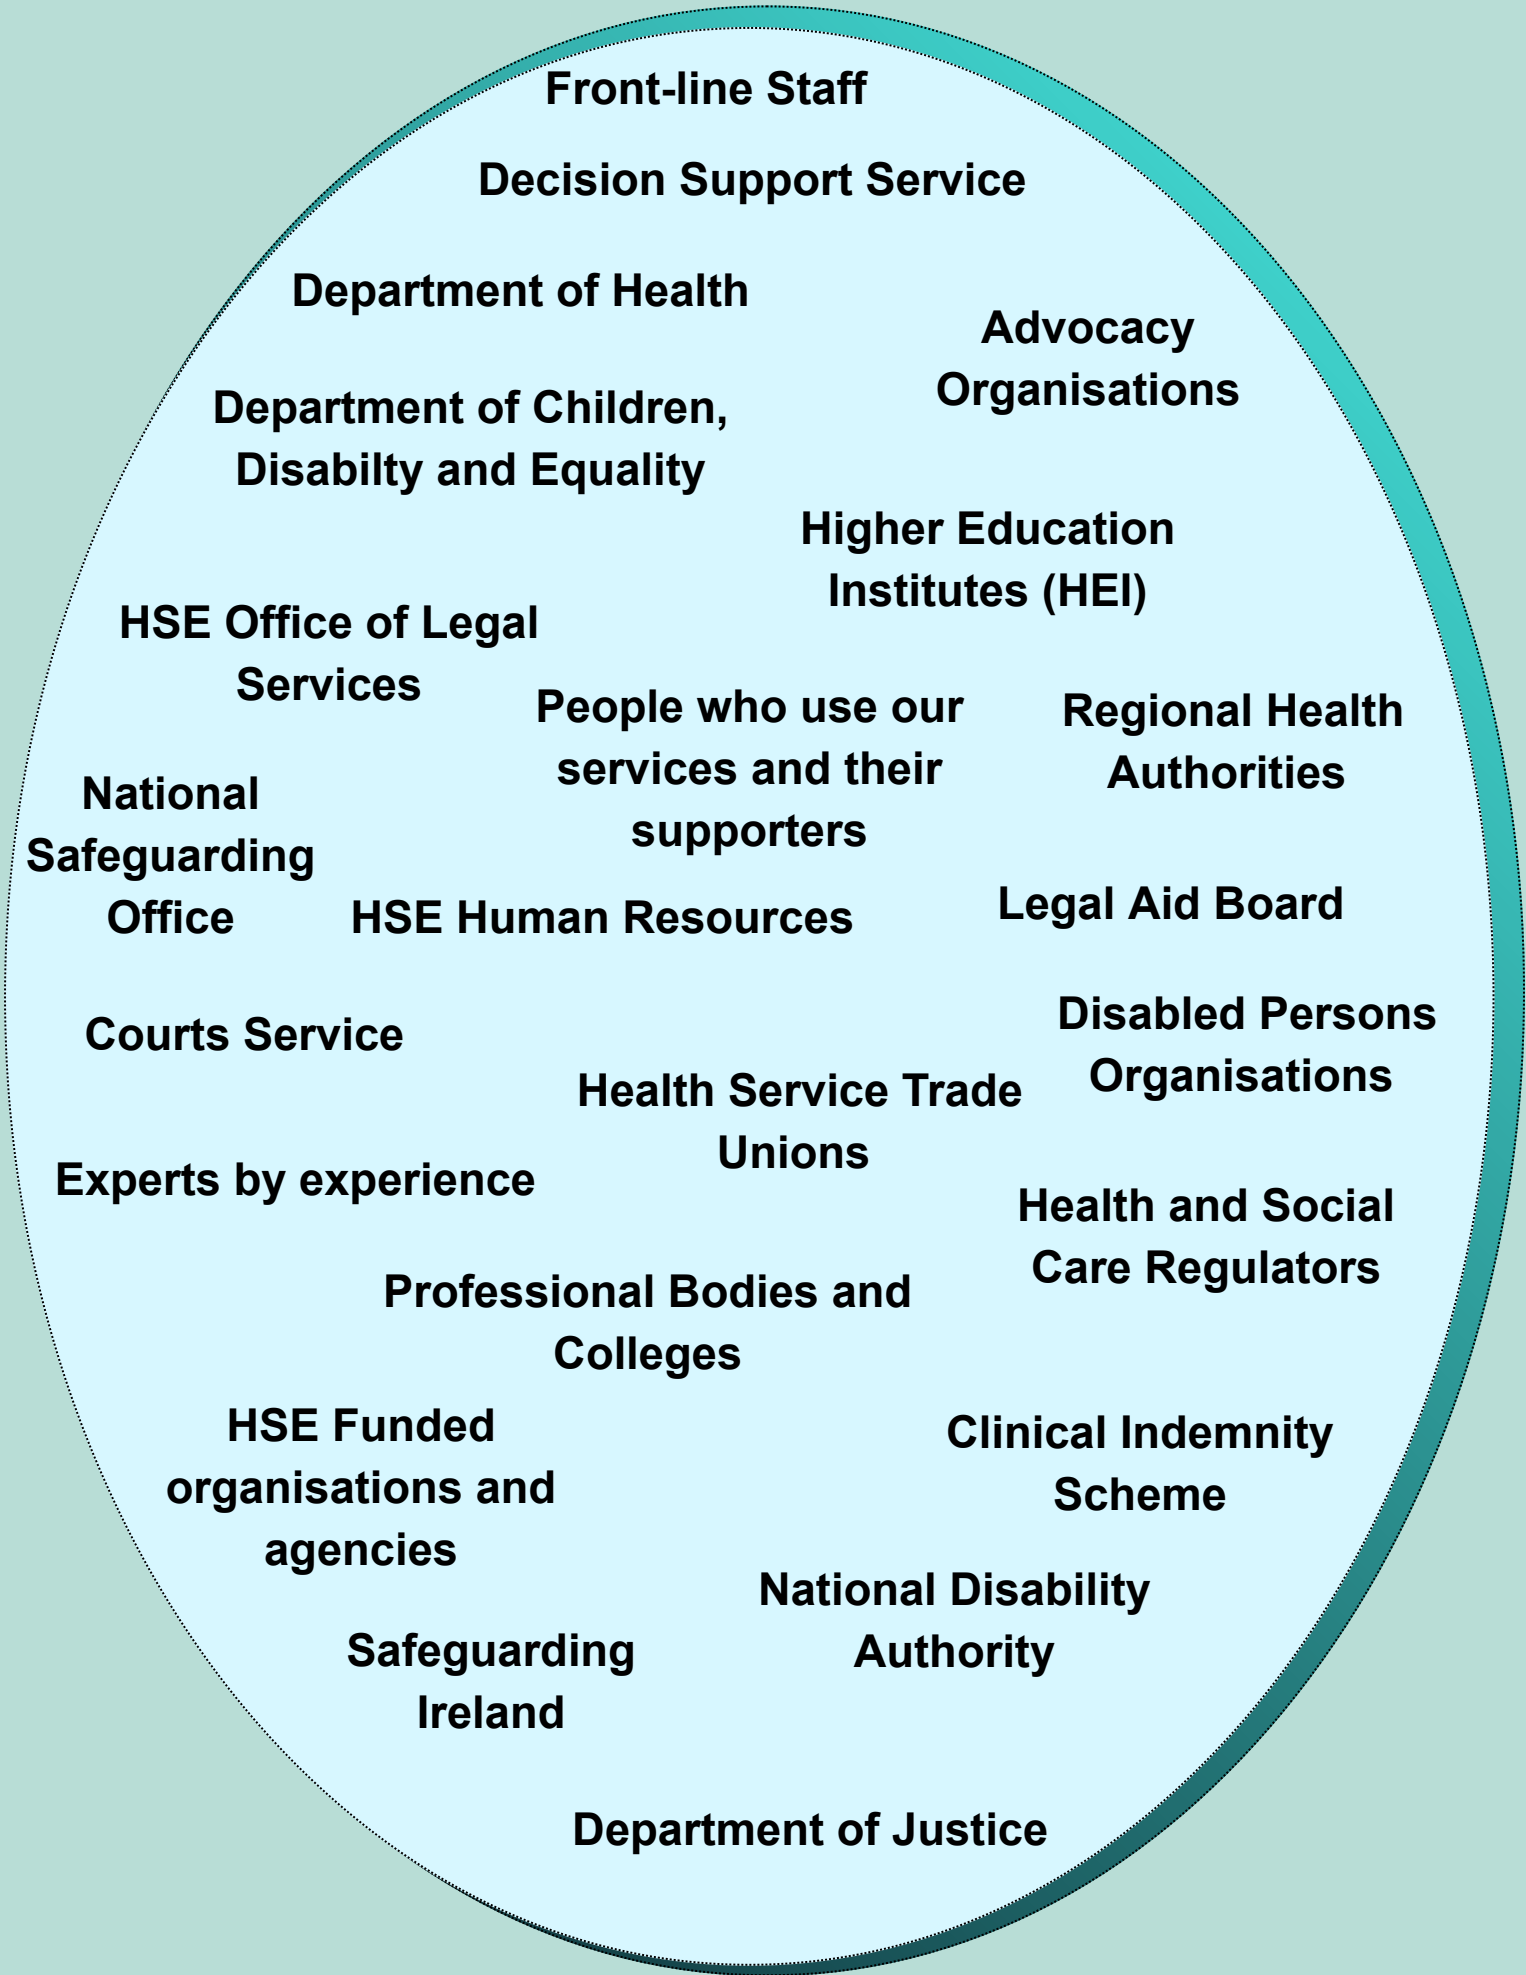 Front-line Staff
Decision Support Service
Department of Health
Advocacy
Organisations
Department of Children,
Disabilty and Equality
Higher Education
Institutes (HEI)
HSE Office of Legal
Services
People who use our
services and their
supporters
Regional Health
Authorities
National
Safeguarding
Office
HSE Human Resources
Legal Aid Board
Courts Service
Disabled Persons
Organisations
Health Service Trade
Unions
Experts by experience
Health and Social
Care Regulators
Professional Bodies and
Colleges
HSE Funded
organisations and
agencies
Clinical Indemnity
Scheme
National Disability
Authority
Safeguarding
Ireland
Department of Justice